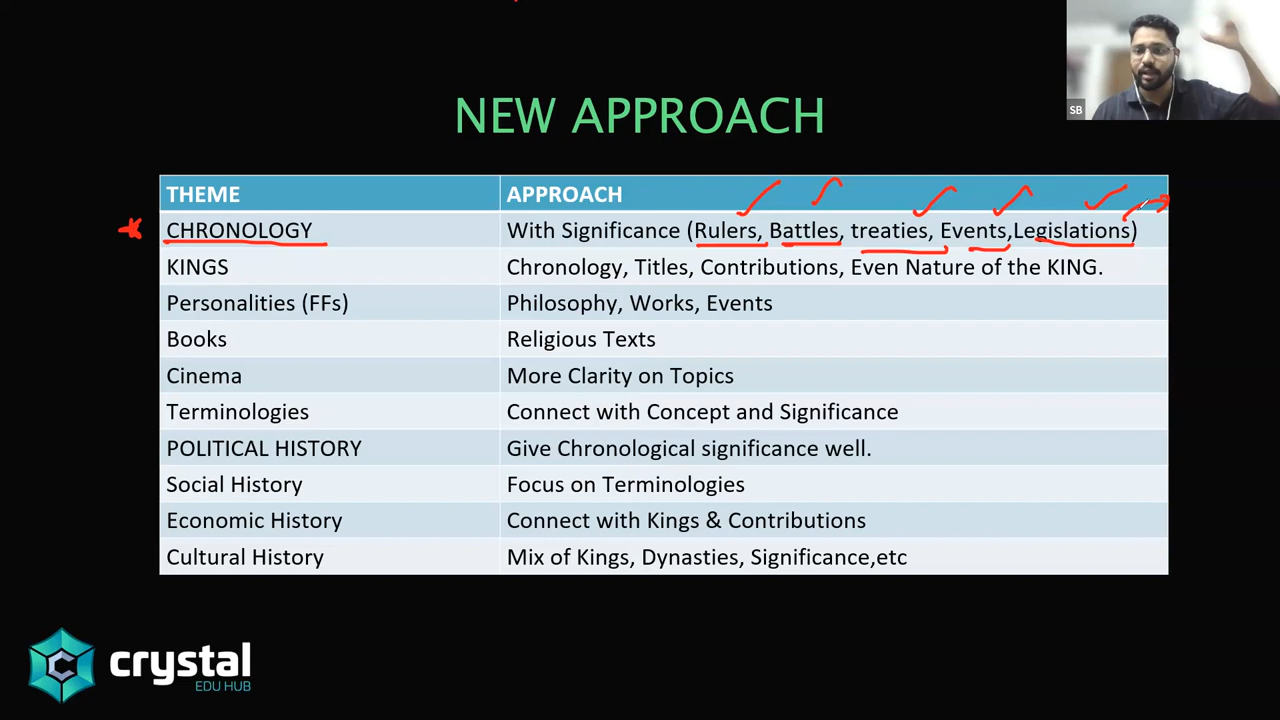 SB
NEW APPROACH
THEME APPROACH
CHRONOLOGY With Significance (Rulers, Battles, treaties, Events,Legislations)
KINGS Chronology, Titles, Contributions, Even Nature of the KING.
Personalities (FFs) Philosophy, Works, Events
Books Religious Texts
Cinema More Clarity on Topics
Terminologies Connect with Concept and Significance
POLITICAL HISTORY Give Chronological significance well.
Social History Focus on Terminologies
Economic History Connect with Kings & Contributions
Cultural History Mix of Kings, Dynasties, Significance,etc
crystal
EDU HUB